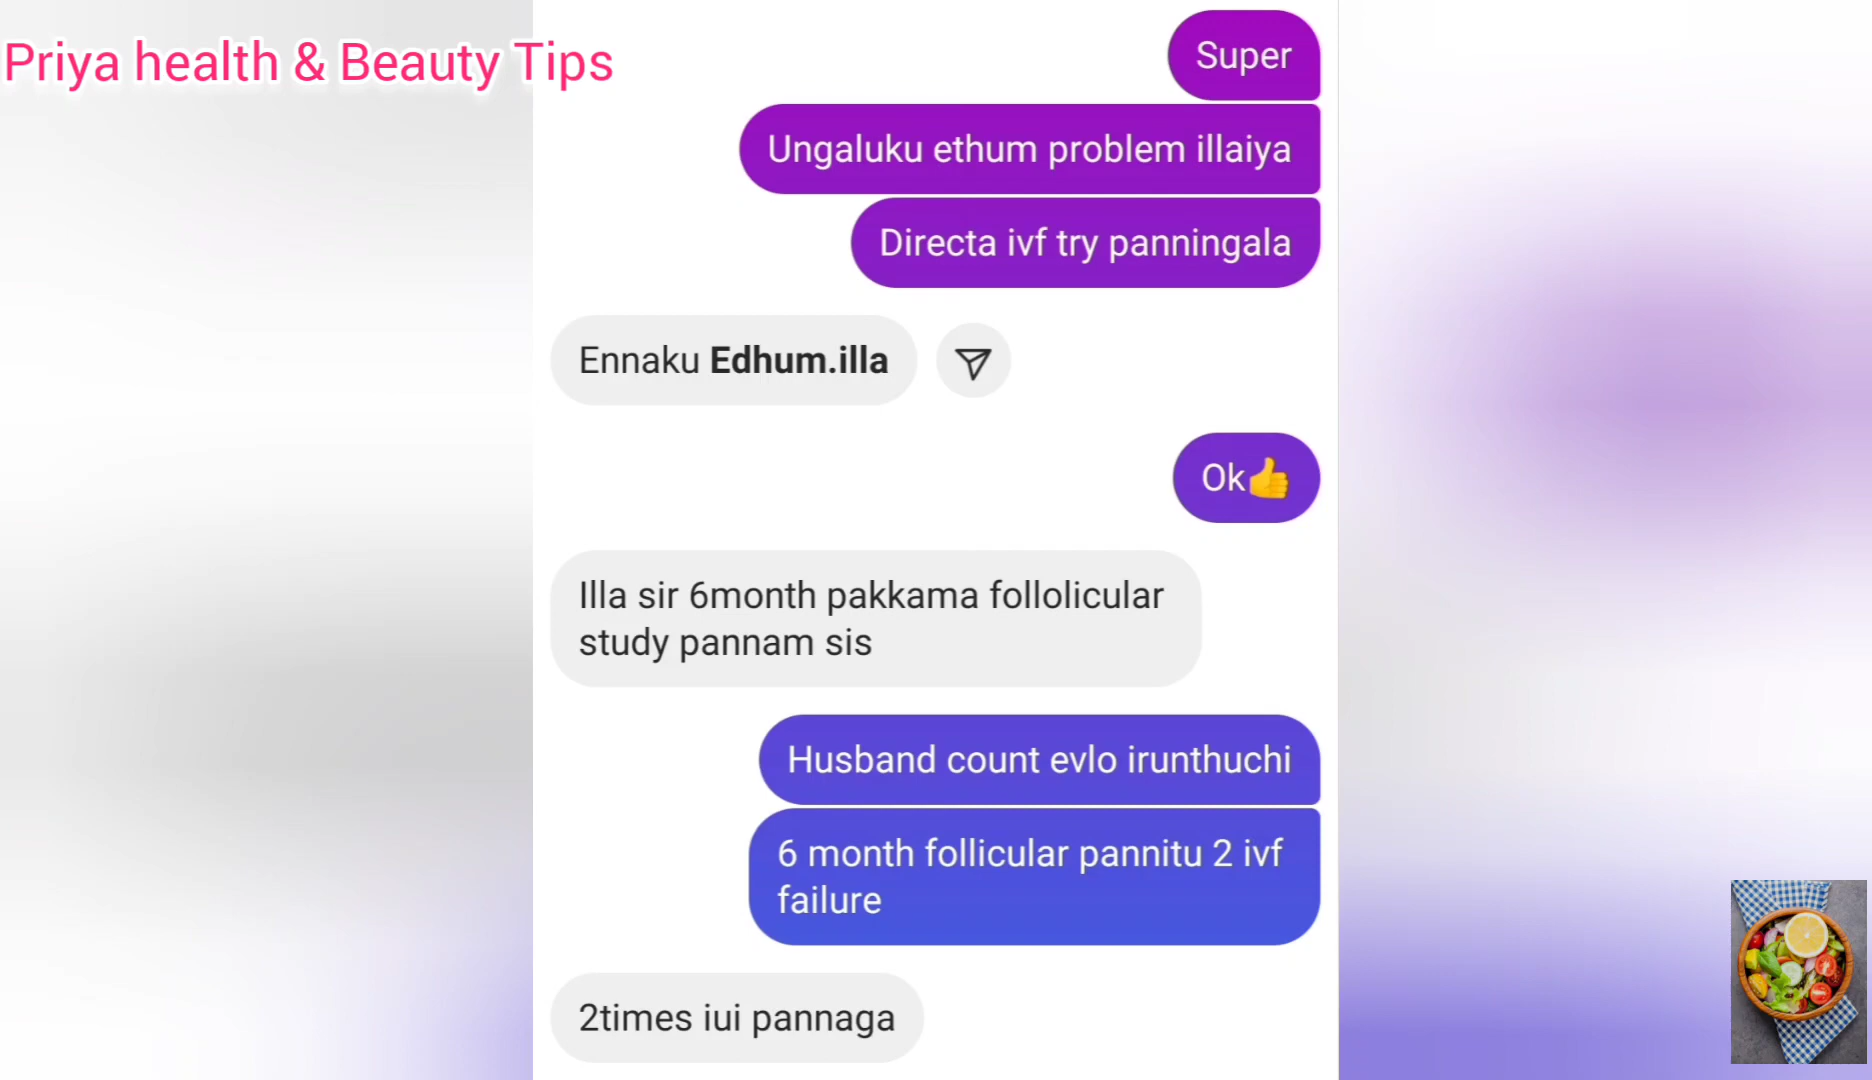 Priya health & Beauty Tips
Super
Ungaluku ethum problem illaiya
Directa ivf try panningala
Ennaku Edhum.illa
Ok👍
Illa sir 6month pakkama follolicular
study pannam sis
Husband count evlo irunthuchi
6 month follicular pannitu 2 ivf
failure
2times iui pannaga